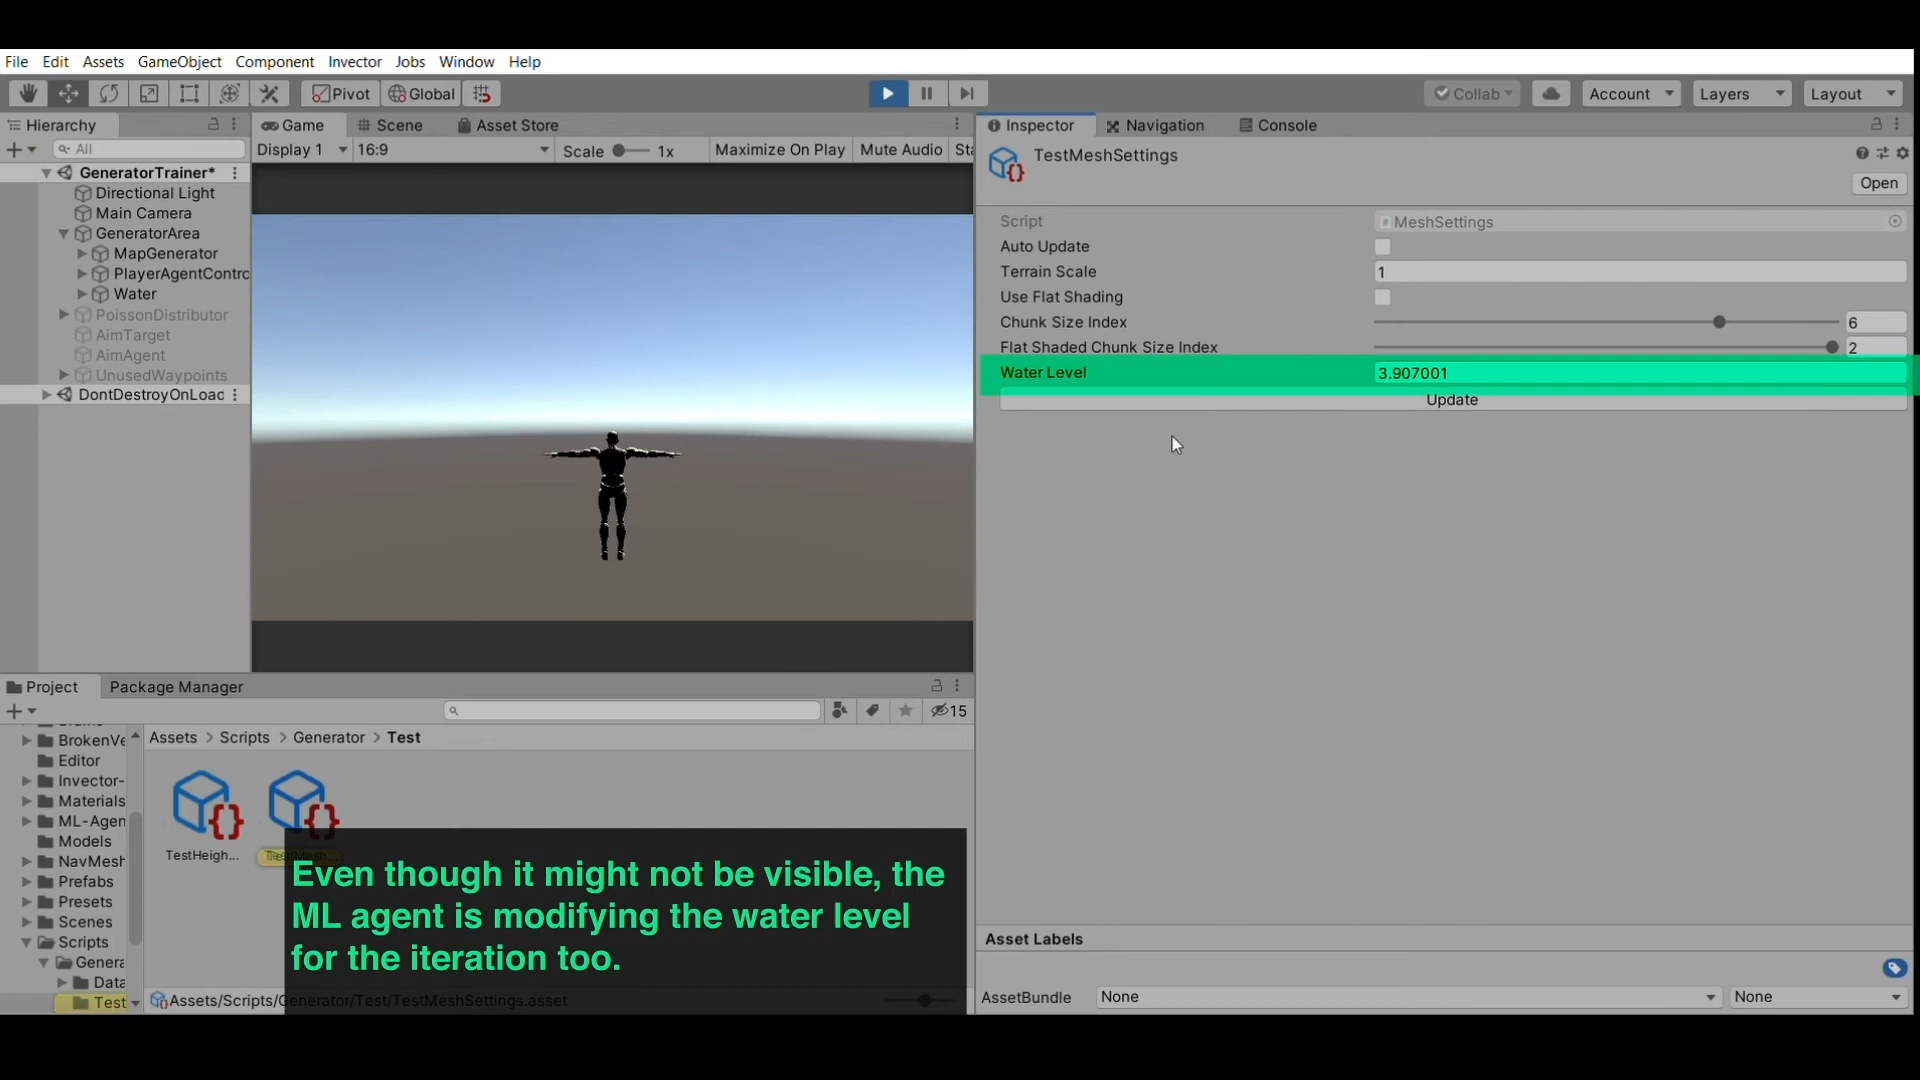 File Edit Assets GameObject Component Invector Jobs Window Help
Pivot Global Collab Account Layers Layout
Hierarchy
All
GeneratorTrainer*
Directional Light
Main Camera
GeneratorArea
MapGenerator
PlayerAgentContro
Water
PoissonDistributor
AimTarget
AimAgent
UnusedWaypoints
DontDestroyOnLoad
Game Scene Asset Store
Display 1 16:9 Scale 1x Maximize On Play Mute Audio Sta
Inspector Navigation Console
TestMeshSettings
Open
Script MeshSettings
Auto Update
Terrain Scale 1
Use Flat Shading
Chunk Size Index 6
Flat Shaded Chunk Size Index 2
Water Level 3.907001
Update
Project Package Manager
15
BrokenVe
Editor
Invector-
Materials
ML-Agen
Models
NavMesh
Prefabs
Presets
Scenes
Scripts
Genera
Data
Test
Assets > Scripts > Generator > Test
TestHeigh...
Even though it might not be visible, the
ML agent is modifying the water level
for the iteration too.
Assets/Scripts/Generator/Test/TestMeshSettings.asset
Asset Labels
AssetBundle None None